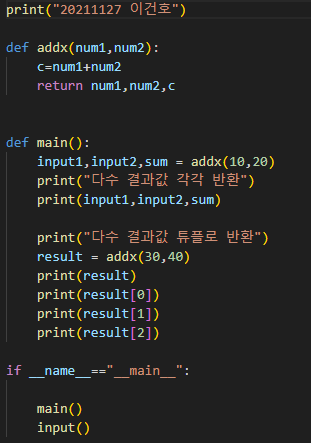 print("20211127 이건호")
def addx(num1,num2):
    c=num1+num2
    return num1,num2,c
def main():
    input1,input2,sum = addx(10,20)
    print("다수 결과값 각각 반환")
    print(input1,input2,sum)
    print("다수 결과값 튜플로 반환")
    result = addx(30,40)
    print(result)
    print(result[0])
    print(result[1])
    print(result[2])
if __name__=="__main__":
    main()
    input()